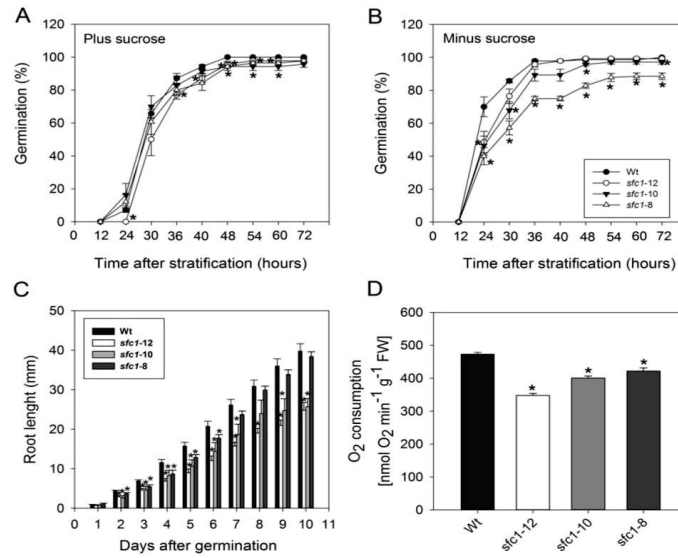 A
Plus sucrose
Germination (%)
100
80
60
40
20
0
0 12 24 30 36 40 48 54 60 72
Time after stratification (hours)
B
Minus sucrose
Germination (%)
100
80
60
40
20
0
Wt
sfc1-12
sfc1-10
sfc1-8
0 12 24 30 36 40 48 54 60 72
Time after stratification (hours)
C
Root lenght (mm)
50
40
30
20
10
0
Wt
sfc1-12
sfc1-10
sfc1-8
0 1 2 3 4 5 6 7 8 9 10 11
Days after germination
D
O2 consumption
[nmol O2 min-1 g-1 FW]
600
500
400
300
200
100
0
Wt
sfc1-12
sfc1-10
sfc1-8